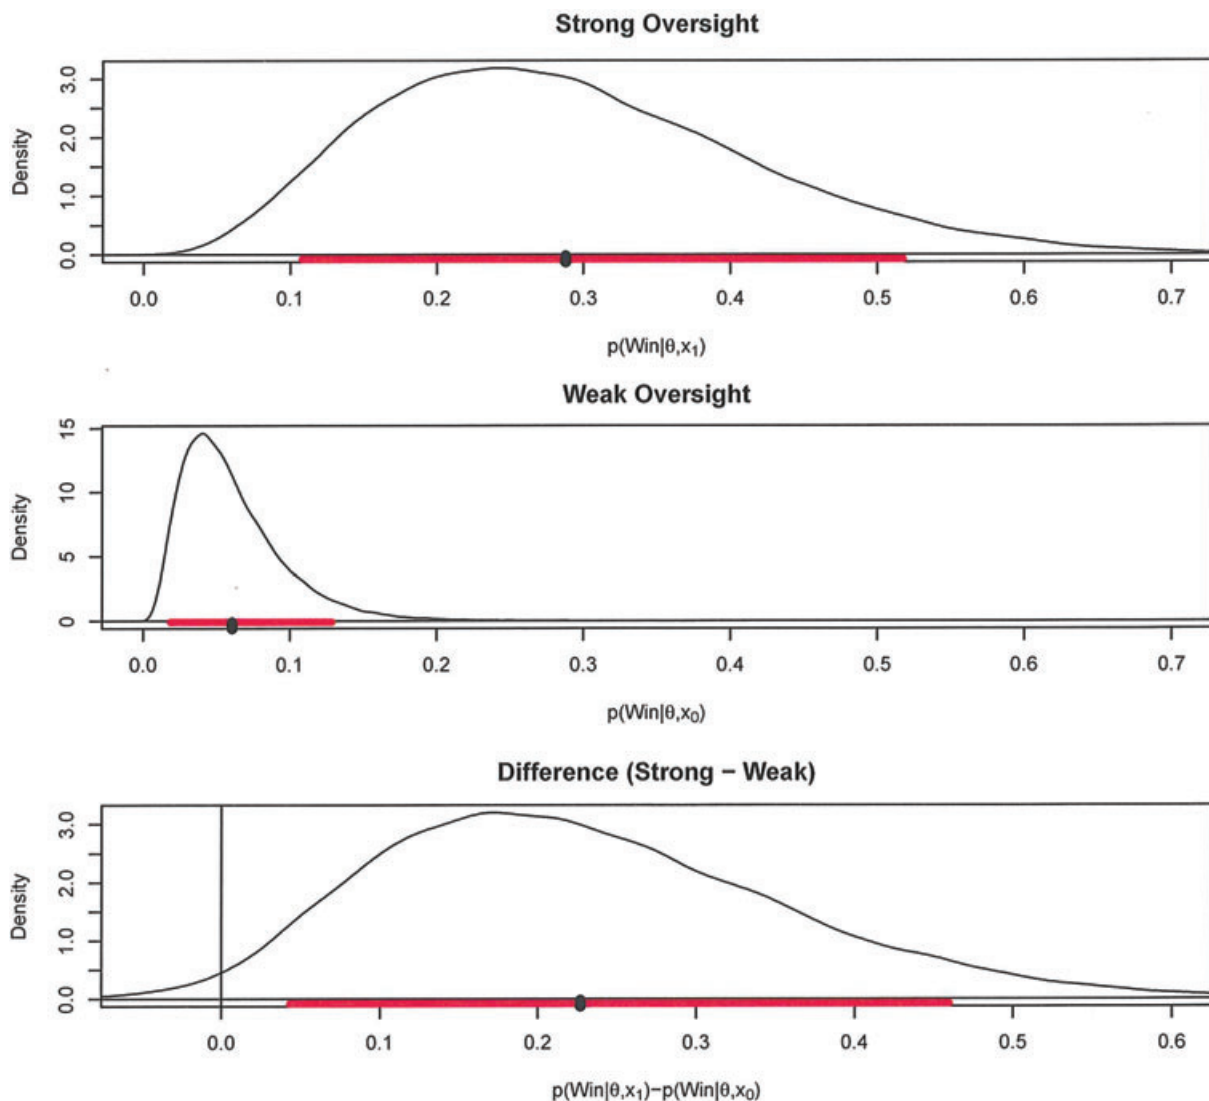 Strong Oversight
Density
3.0
2.0
1.0
0.0
0.0 0.1 0.2 0.3 0.4 0.5 0.6 0.7
p(Win|θ,x₁)
Weak Oversight
Density
15
10
5
0
0.0 0.1 0.2 0.3 0.4 0.5 0.6 0.7
p(Win|θ,x₀)
Difference (Strong − Weak)
Density
3.0
2.0
1.0
0.0
0.0 0.1 0.2 0.3 0.4 0.5 0.6
p(Win|θ,x₁)−p(Win|θ,x₀)